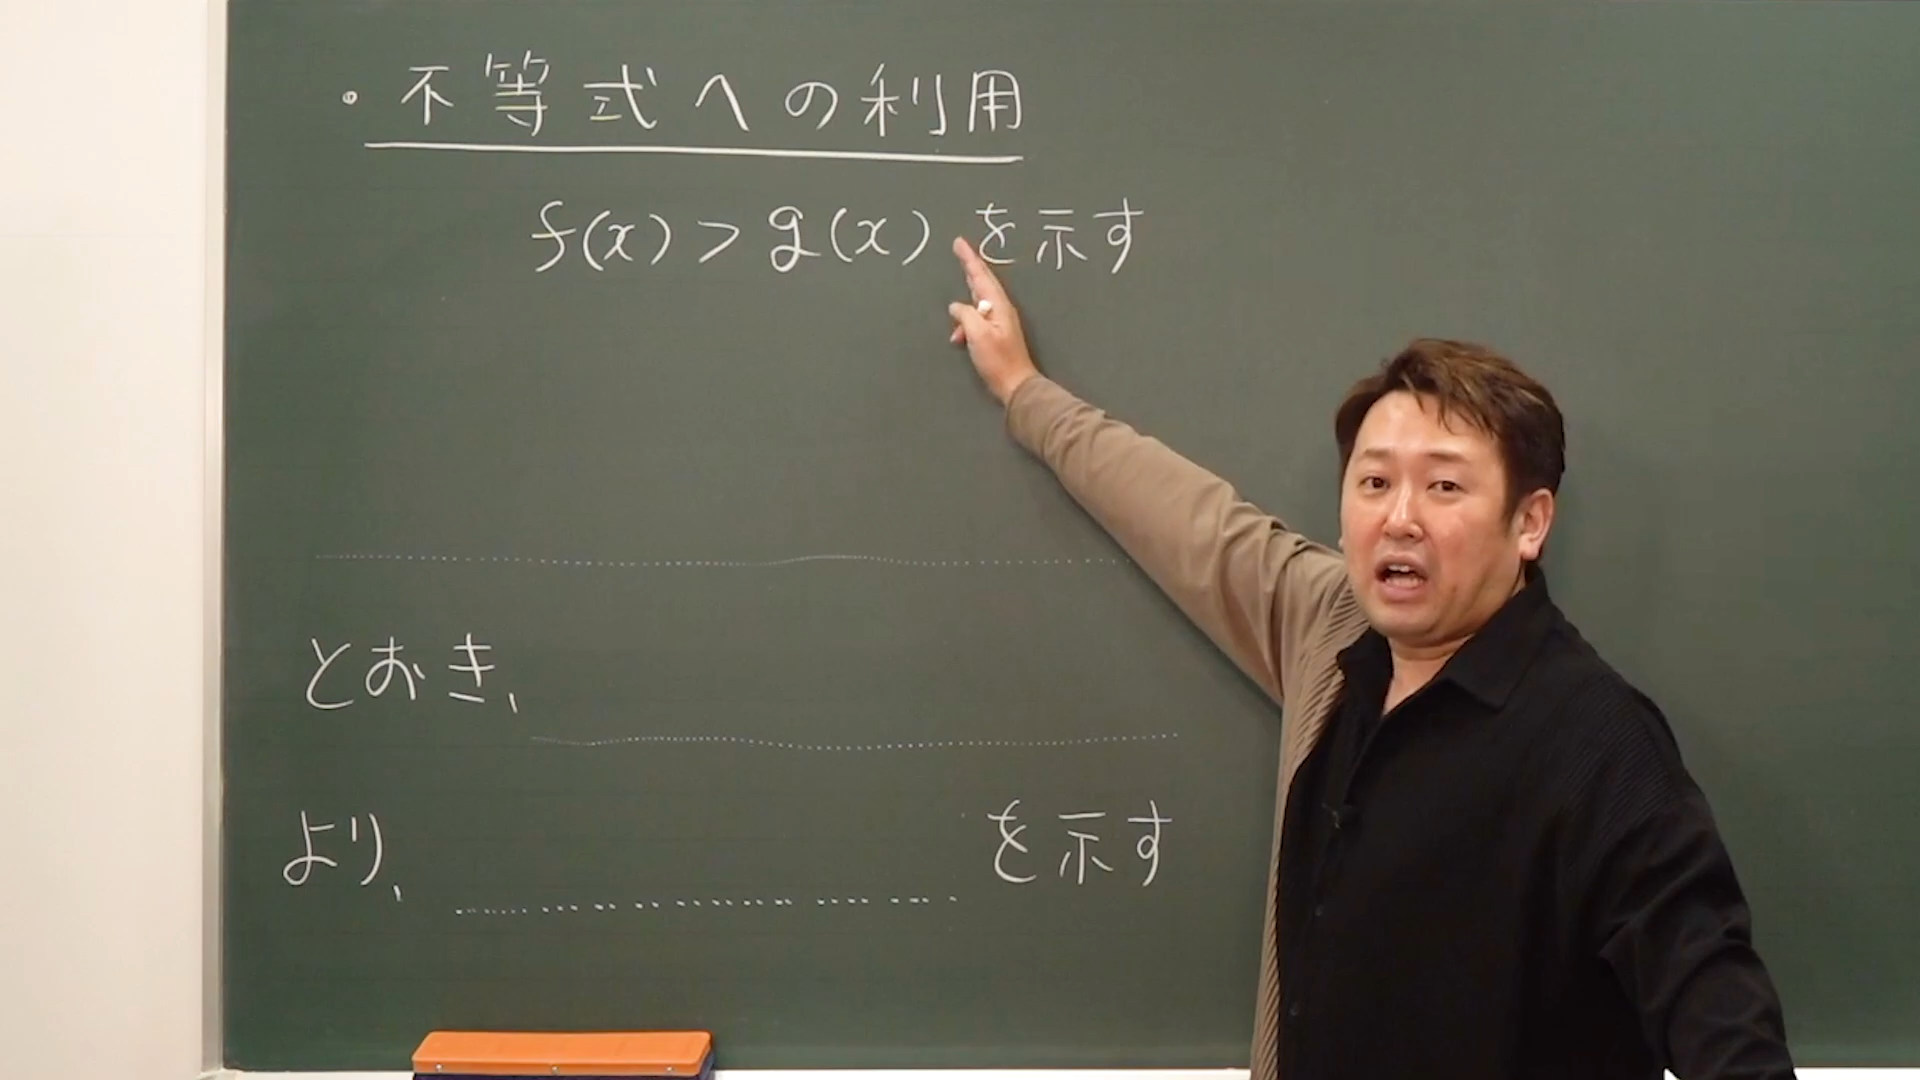 ・不等式への利用
f(x) > g(x) を示す
とおき、
より、 を示す